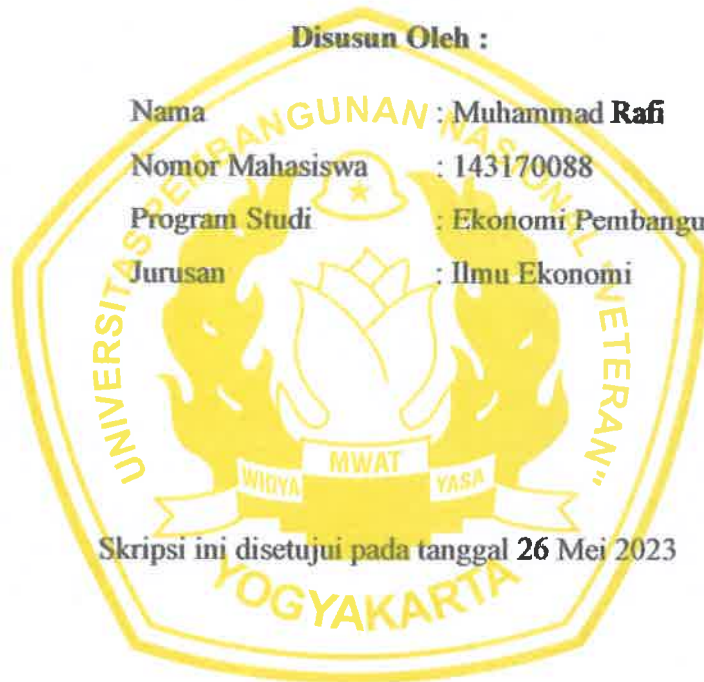 Disusun Oleh :
Nama : Muhammad Rafi
Nomor Mahasiswa : 143170088
Program Studi : Ekonomi Pembangu
Jurusan : Ilmu Ekonomi
Skripsi ini disetujui pada tanggal 26 Mei 2023
UNIVERSITAS PEMBANGUNAN NASIONAL "VETERAN"
WIDYA MWAT YASA
YOGYAKARTA